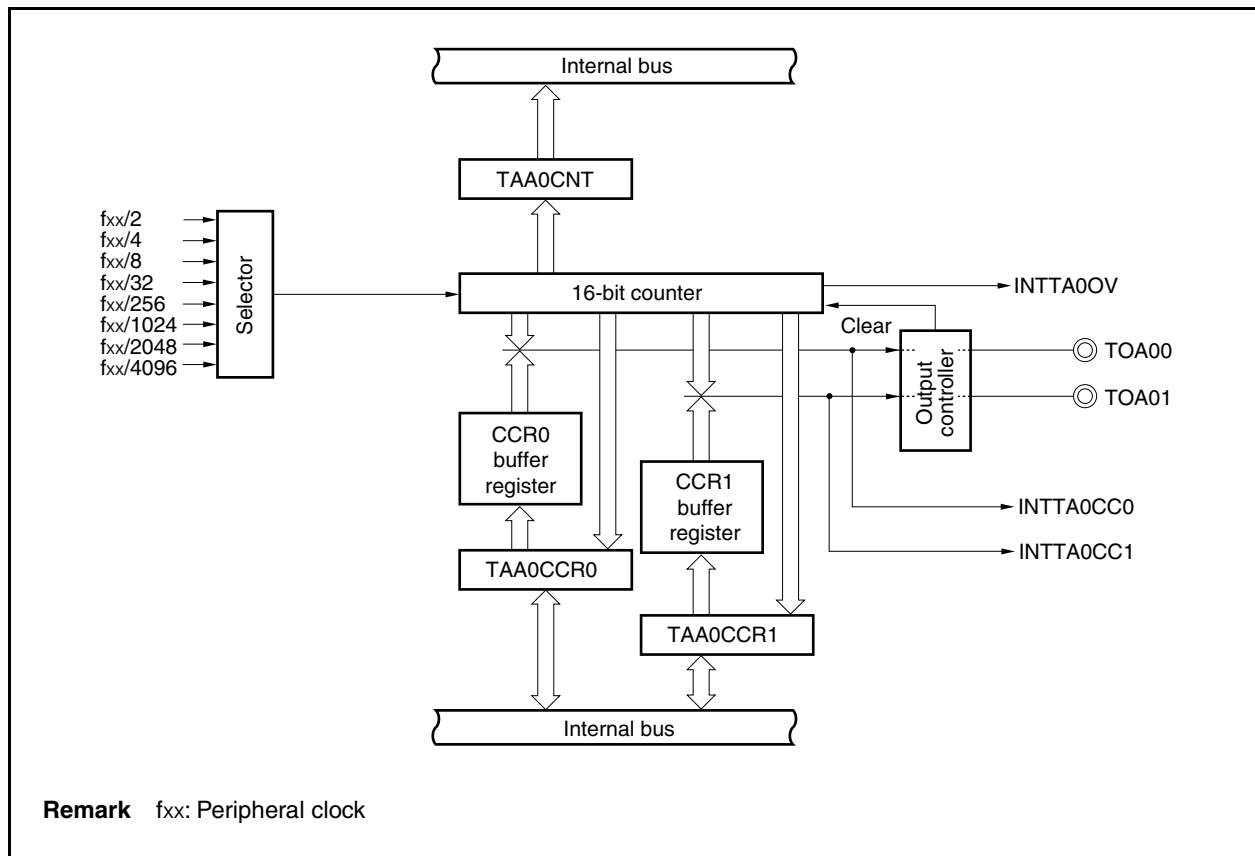 Internal bus
TAA0CNT
fxx/2
fxx/4
fxx/8
fxx/32
fxx/256
fxx/1024
fxx/2048
fxx/4096
Selector
16-bit counter
INTTA0OV
Clear
Output
controller
TOA00
TOA01
CCR0
buffer
register
CCR1
buffer
register
INTTA0CC0
INTTA0CC1
TAA0CCR0
TAA0CCR1
Internal bus
Remark fxx: Peripheral clock